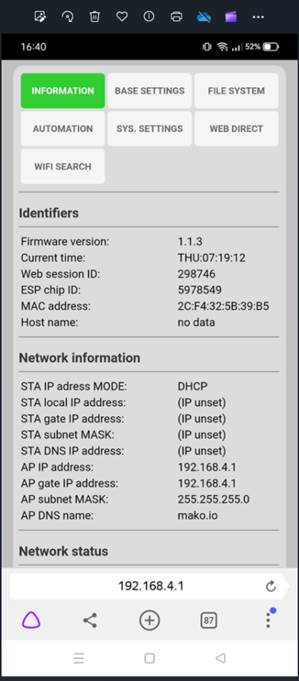 16:40 52%
INFORMATION BASE SETTINGS FILE SYSTEM
AUTOMATION SYS. SETTINGS WEB DIRECT
WIFI SEARCH
Identifiers
Firmware version: 1.1.3
Current time: THU:07:19:12
Web session ID: 298746
ESP chip ID: 5978549
MAC address: 2C:F4:32:5B:39:B5
Host name: no data
Network information
STA IP adress MODE: DHCP
STA local IP address: (IP unset)
STA gate IP address: (IP unset)
STA subnet MASK: (IP unset)
STA DNS IP address: (IP unset)
AP IP address: 192.168.4.1
AP gate IP address: 192.168.4.1
AP subnet MASK: 255.255.255.0
AP DNS name: mako.io
Network status
192.168.4.1
87